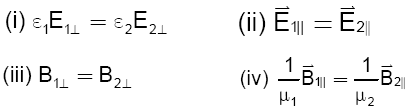 (i) ε₁E₁⊥ = ε₂E₂⊥ (ii) E⃗₁∥ = E⃗₂∥
(iii) B₁⊥ = B₂⊥ (iv) 1/μ₁ B⃗₁∥ = 1/μ₂ B⃗₂∥